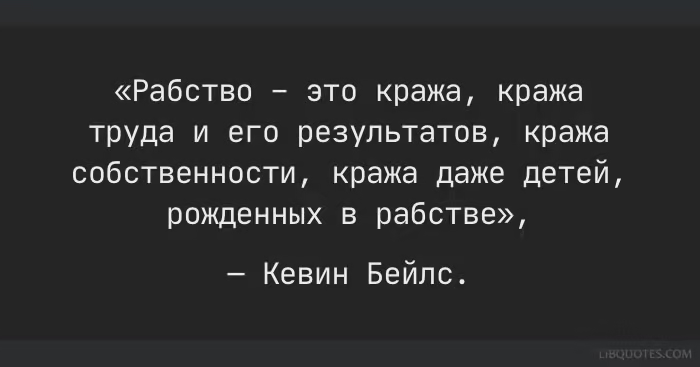 «Рабство – это кража, кража
труда и его результатов, кража
собственности, кража даже детей,
рожденных в рабстве»,
— Кевин Бейлс.
LIBQUOTES.COM